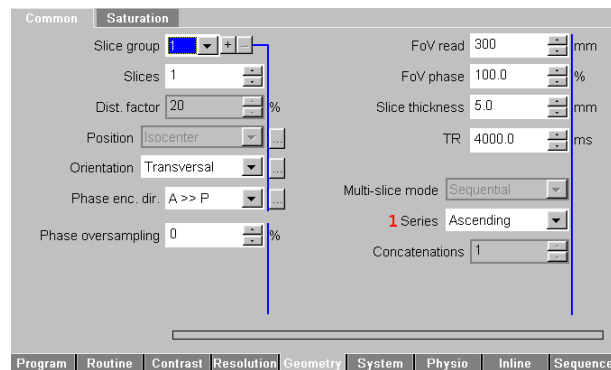 Common Saturation
Slice group 1 + -
Slices 1
Dist. factor 20 %
Position Isocenter ...
Orientation Transversal ...
Phase enc. dir. A >> P ...
Phase oversampling 0 %
FoV read 300 mm
FoV phase 100.0 %
Slice thickness 5.0 mm
TR 4000.0 ms
Multi-slice mode Sequential
1 Series Ascending
Concatenations 1
Program Routine Contrast Resolution Geometry System Physio Inline Sequence